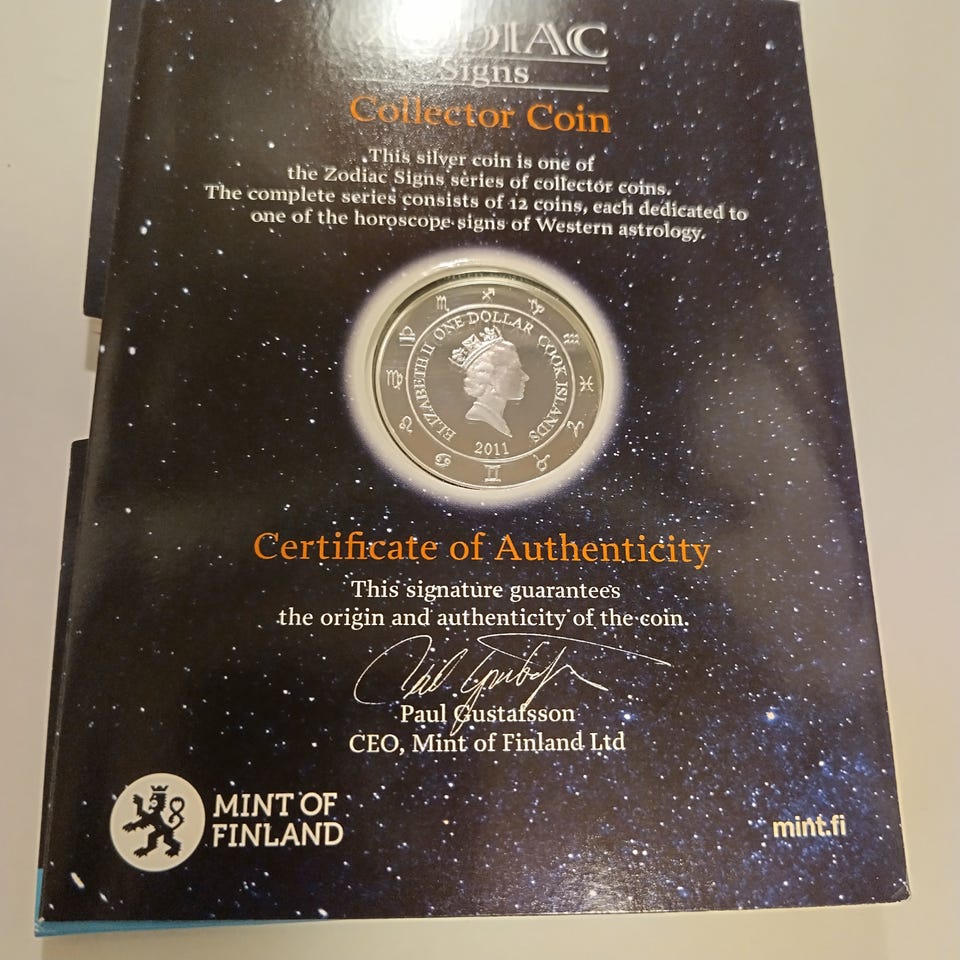 ZODIAC
Signs
Collector Coin
This silver coin is one of
the Zodiac Signs series of collector coins.
The complete series consists of 12 coins, each dedicated to
one of the horoscope signs of Western astrology.
ELIZABETH II ONE DOLLAR COOK ISLANDS
2011
Certificate of Authenticity
This signature guarantees
the origin and authenticity of the coin.
Paul Gustafsson
CEO, Mint of Finland Ltd
MINT OF
FINLAND
mint.fi